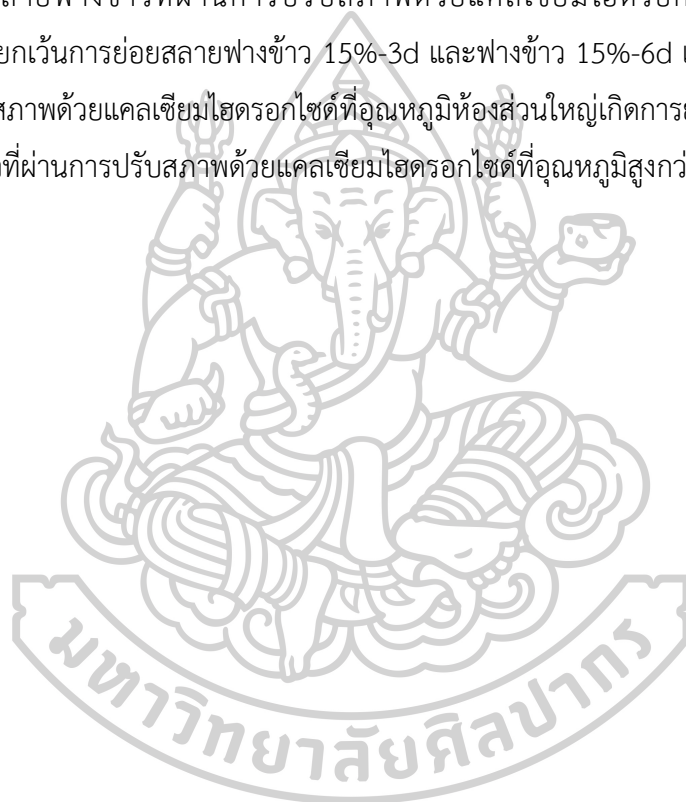 ยกเว้นการย่อยสลายฟางข้าว 15%-3d และฟางข้าว 15%-6d
สภาพด้วยแคลเซียมไฮดรอกไซด์ที่อุณหภูมิห้องส่วนใหญ่เกิดการ
ที่ผ่านการปรับสภาพด้วยแคลเซียมไฮดรอกไซด์ที่อุณหภูมิสูงกว่
มหาวิทยาลัยศิลปากร